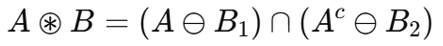 A ⊛ B = (A ⊖ B₁) ∩ (Aᶜ ⊖ B₂)